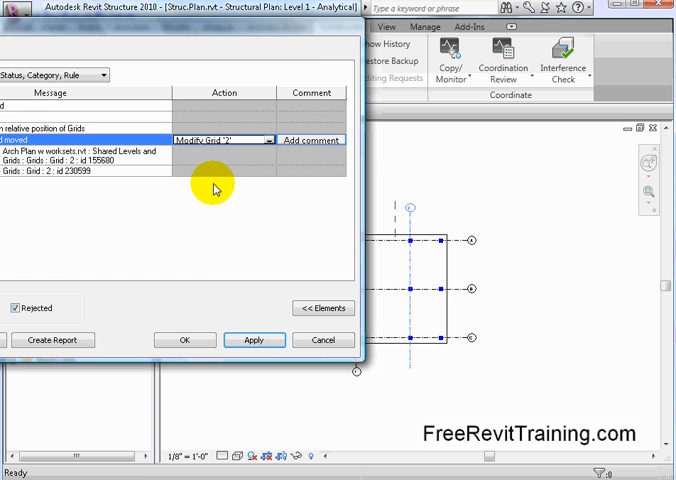 Autodesk Revit Structure 2010 - [Struc.Plan.rvt - Structural Plan: Level 1 - Analytical]
Type a keyword or phrase
View Manage Add-Ins
Show History
Restore Backup
Editing Requests
Copy/
Monitor
Coordination
Review
Interference
Check
Coordinate
Status, Category, Rule
Message Action Comment
n relative position of Grids
d moved Modify Grid '2' Add comment
Arch Plan w worksets.rvt : Shared Levels and
Grids : Grids : Grid : 2 : id 155680
Grids : Grid : 2 : id 230599
Rejected
<< Elements
Create Report OK Apply Cancel
FreeRevitTraining.com
1/8" = 1'-0"
Ready
:0